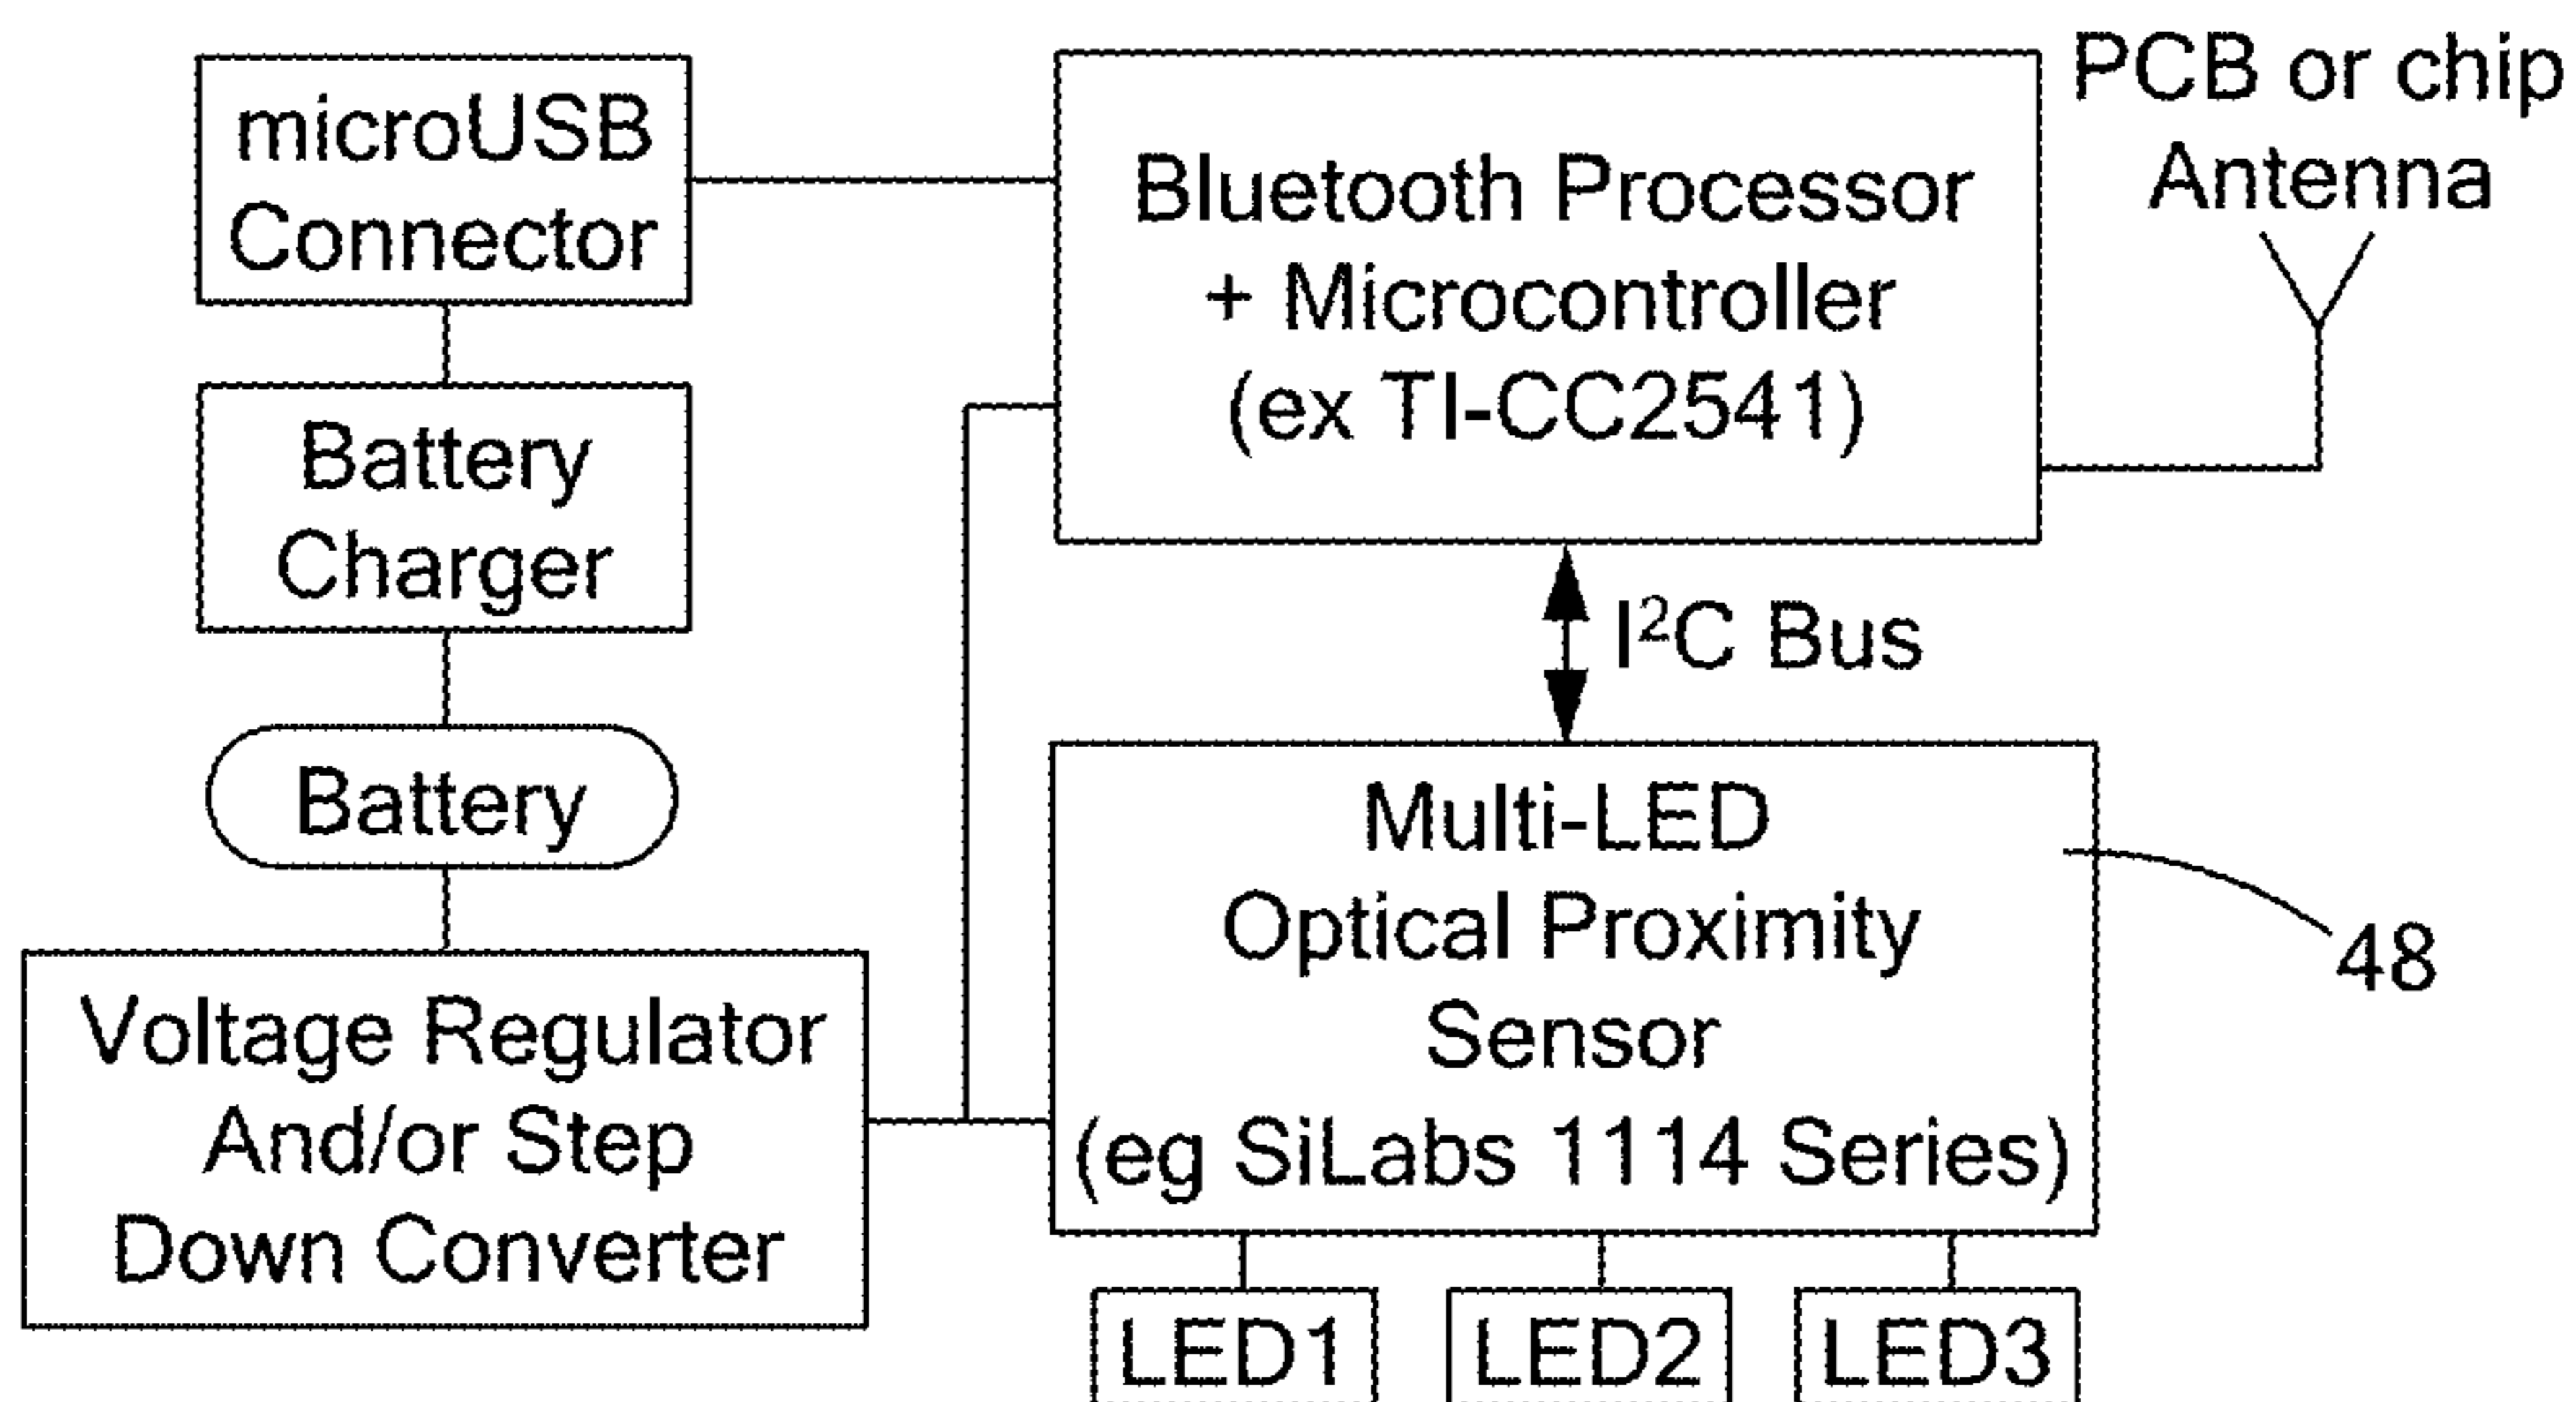 microUSB
Connector
Bluetooth Processor
+ Microcontroller
(ex TI-CC2541)
PCB or chip
Antenna
Battery
Charger
I²C Bus
Battery
Multi-LED
Optical Proximity
Sensor
(eg SiLabs 1114 Series)
48
Voltage Regulator
And/or Step
Down Converter
LED1
LED2
LED3